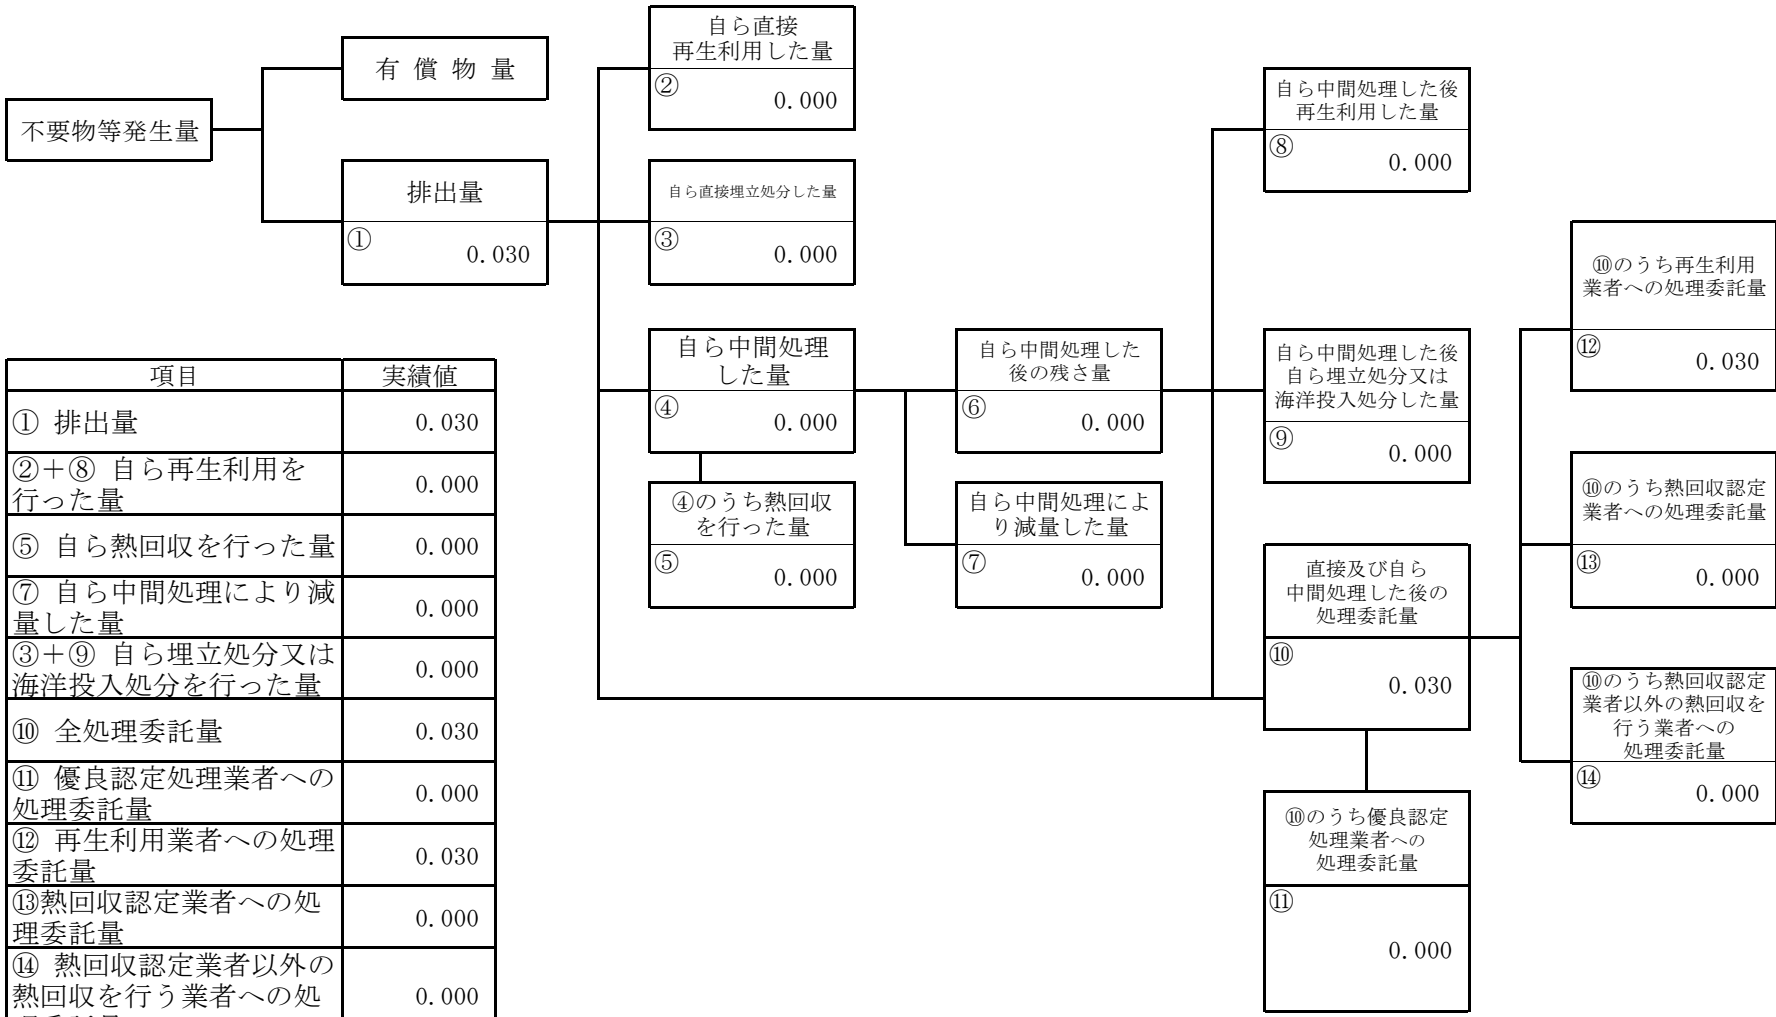 不要物等発生量
有 償 物 量
排出量
①
0.030
自ら直接
再生利用した量
②
0.000
自ら直接埋立処分した量
③
0.000
自ら中間処理
した量
④
0.000
④のうち熱回収
を行った量
⑤
0.000
自ら中間処理した
後の残さ量
⑥
0.000
自ら中間処理によ
り減量した量
⑦
0.000
自ら中間処理した後
再生利用した量
⑧
0.000
自ら中間処理した後
自ら埋立処分又は
海洋投入処分した量
⑨
0.000
直接及び自ら
中間処理した後の
処理委託量
⑩
0.030
⑩のうち優良認定
処理業者への
処理委託量
⑪
0.000
⑩のうち再生利用
業者への処理委託量
⑫
0.030
⑩のうち熱回収認定
業者への処理委託量
⑬
0.000
⑩のうち熱回収認定
業者以外の熱回収を
行う業者への
処理委託量
⑭
0.000
項目 実績値
① 排出量 0.030
②＋⑧ 自ら再生利用を
行った量 0.000
⑤ 自ら熱回収を行った量 0.000
⑦ 自ら中間処理により減
量した量 0.000
③＋⑨ 自ら埋立処分又は
海洋投入処分を行った量 0.000
⑩ 全処理委託量 0.030
⑪ 優良認定処理業者への
処理委託量 0.000
⑫ 再生利用業者への処理
委託量 0.030
⑬熱回収認定業者への処
理委託量 0.000
⑭ 熱回収認定業者以外の
熱回収を行う業者への処 0.000